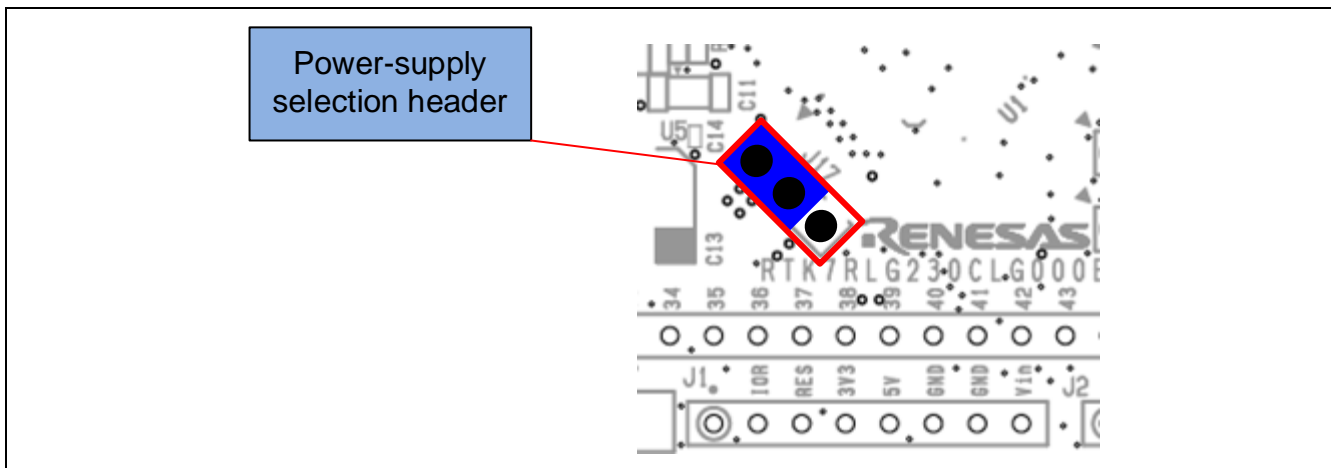 Power-supply
selection header
C11
U1
U5
C14
J17
RENESAS
C13
RTK7RLG230CLG000
34 35 36 37 38 39 40 41 42 43
J1 IOR RES 3V3 5V GND GND Vin J2